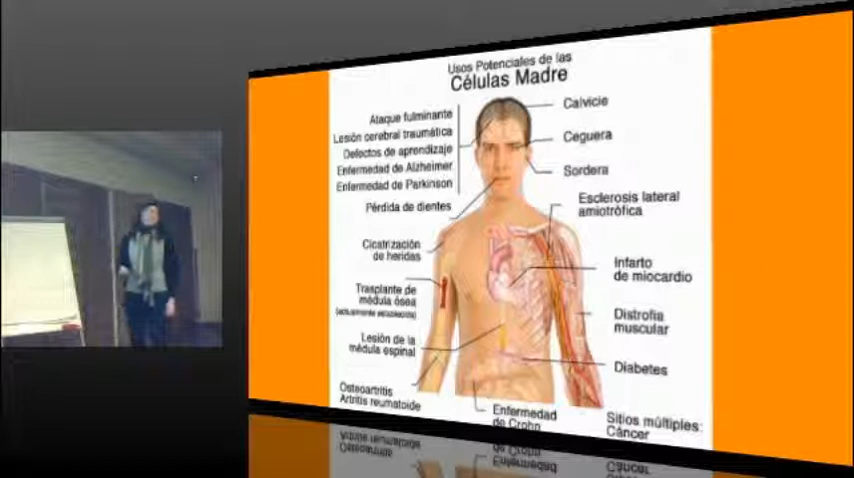 Usos Potenciales de las
Células Madre
Ataque fulminante
Lesión cerebral traumática
Defectos de aprendizaje
Enfermedad de Alzheimer
Enfermedad de Parkinson
Pérdida de dientes
Cicatrización
de heridas
Trasplante de
médula ósea
(actualmente establecido)
Lesión de la
médula espinal
Osteoartritis
Artritis reumatoide
Calvicie
Ceguera
Sordera
Esclerosis lateral
amiotrófica
Infarto
de miocardio
Distrofia
muscular
Diabetes
Enfermedad
de Crohn
Sitios múltiples:
Cáncer